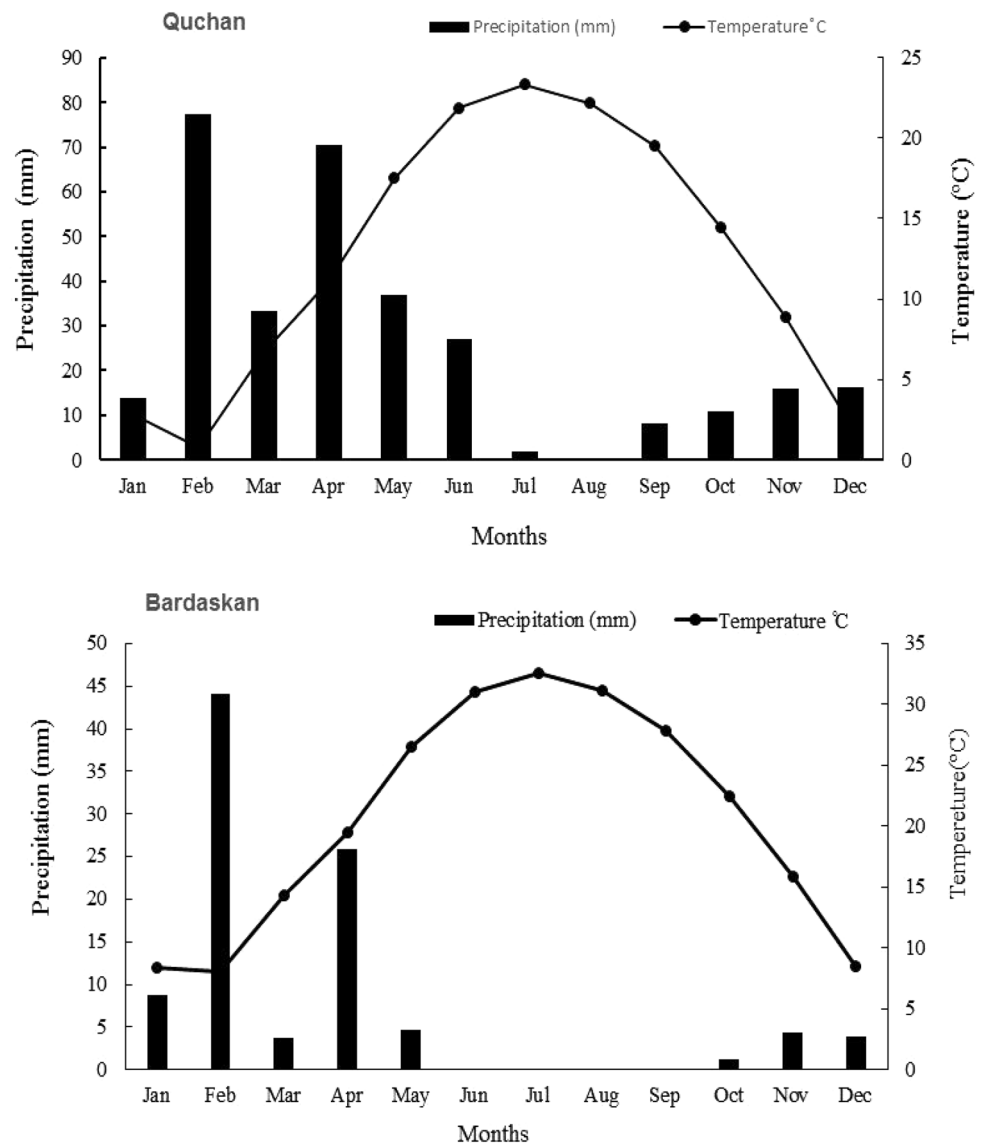 Quchan
Precipitation (mm) Temperature˚C
90 25
80
70 20
60
50 15
40
30 10
20 5
10
0 0
Precipitation (mm)
Temperature (ºC)
Jan Feb Mar Apr May Jun Jul Aug Sep Oct Nov Dec
Months
Bardaskan
Precipitation (mm) Temperature ℃
50 35
45 30
40
35 25
30 20
25
20 15
15 10
10
5 5
0 0
Precipitation (mm)
Tempereture(ºC)
Jan Feb Mar Apr May Jun Jul Aug Sep Oct Nov Dec
Months